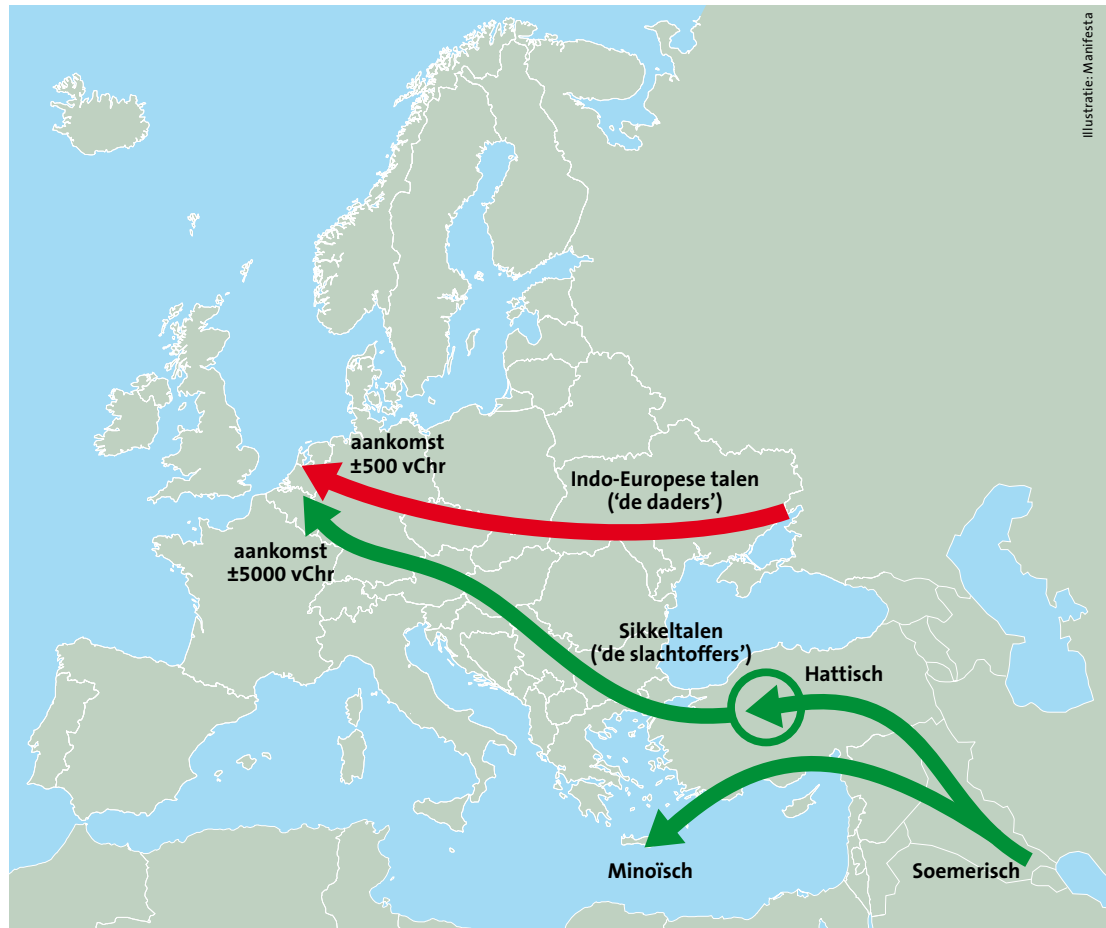 Illustratie: Manifesta
aankomst
±500 vChr
Indo-Europese talen
(‘de daders’)
aankomst
±5000 vChr
Sikkeltalen
(‘de slachtoffers’)
Hattisch
Minoïsch
Soemerisch